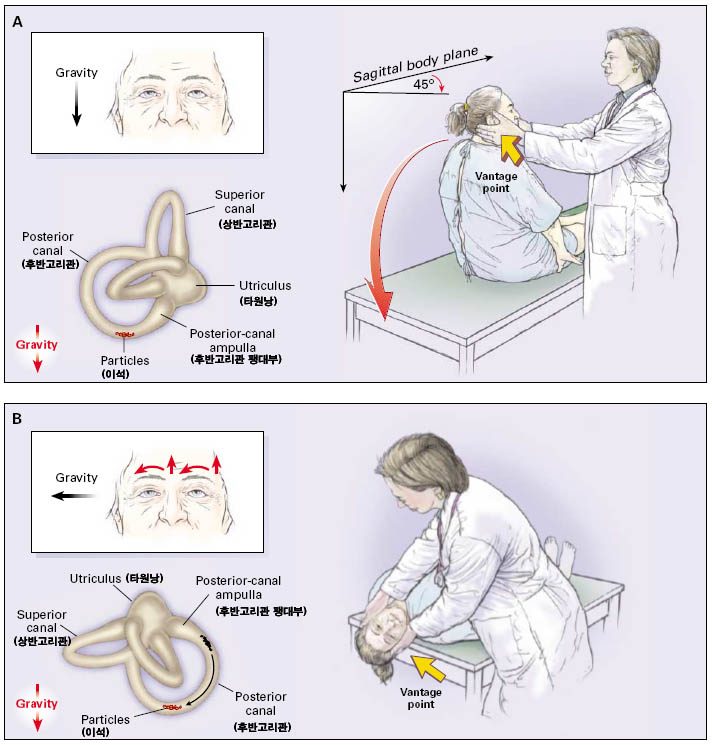 A
Gravity
Sagittal body plane
45°
Vantage
point
Superior
canal
(상반고리관)
Posterior
canal
(후반고리관)
Utriculus
(타원낭)
Posterior-canal
ampulla
(후반고리관 팽대부)
Gravity
Particles
(이석)
B
Gravity
Utriculus (타원낭)
Posterior-canal
ampulla
(후반고리관 팽대부)
Superior
canal
(상반고리관)
Gravity
Particles
(이석)
Posterior
canal
(후반고리관)
Vantage
point